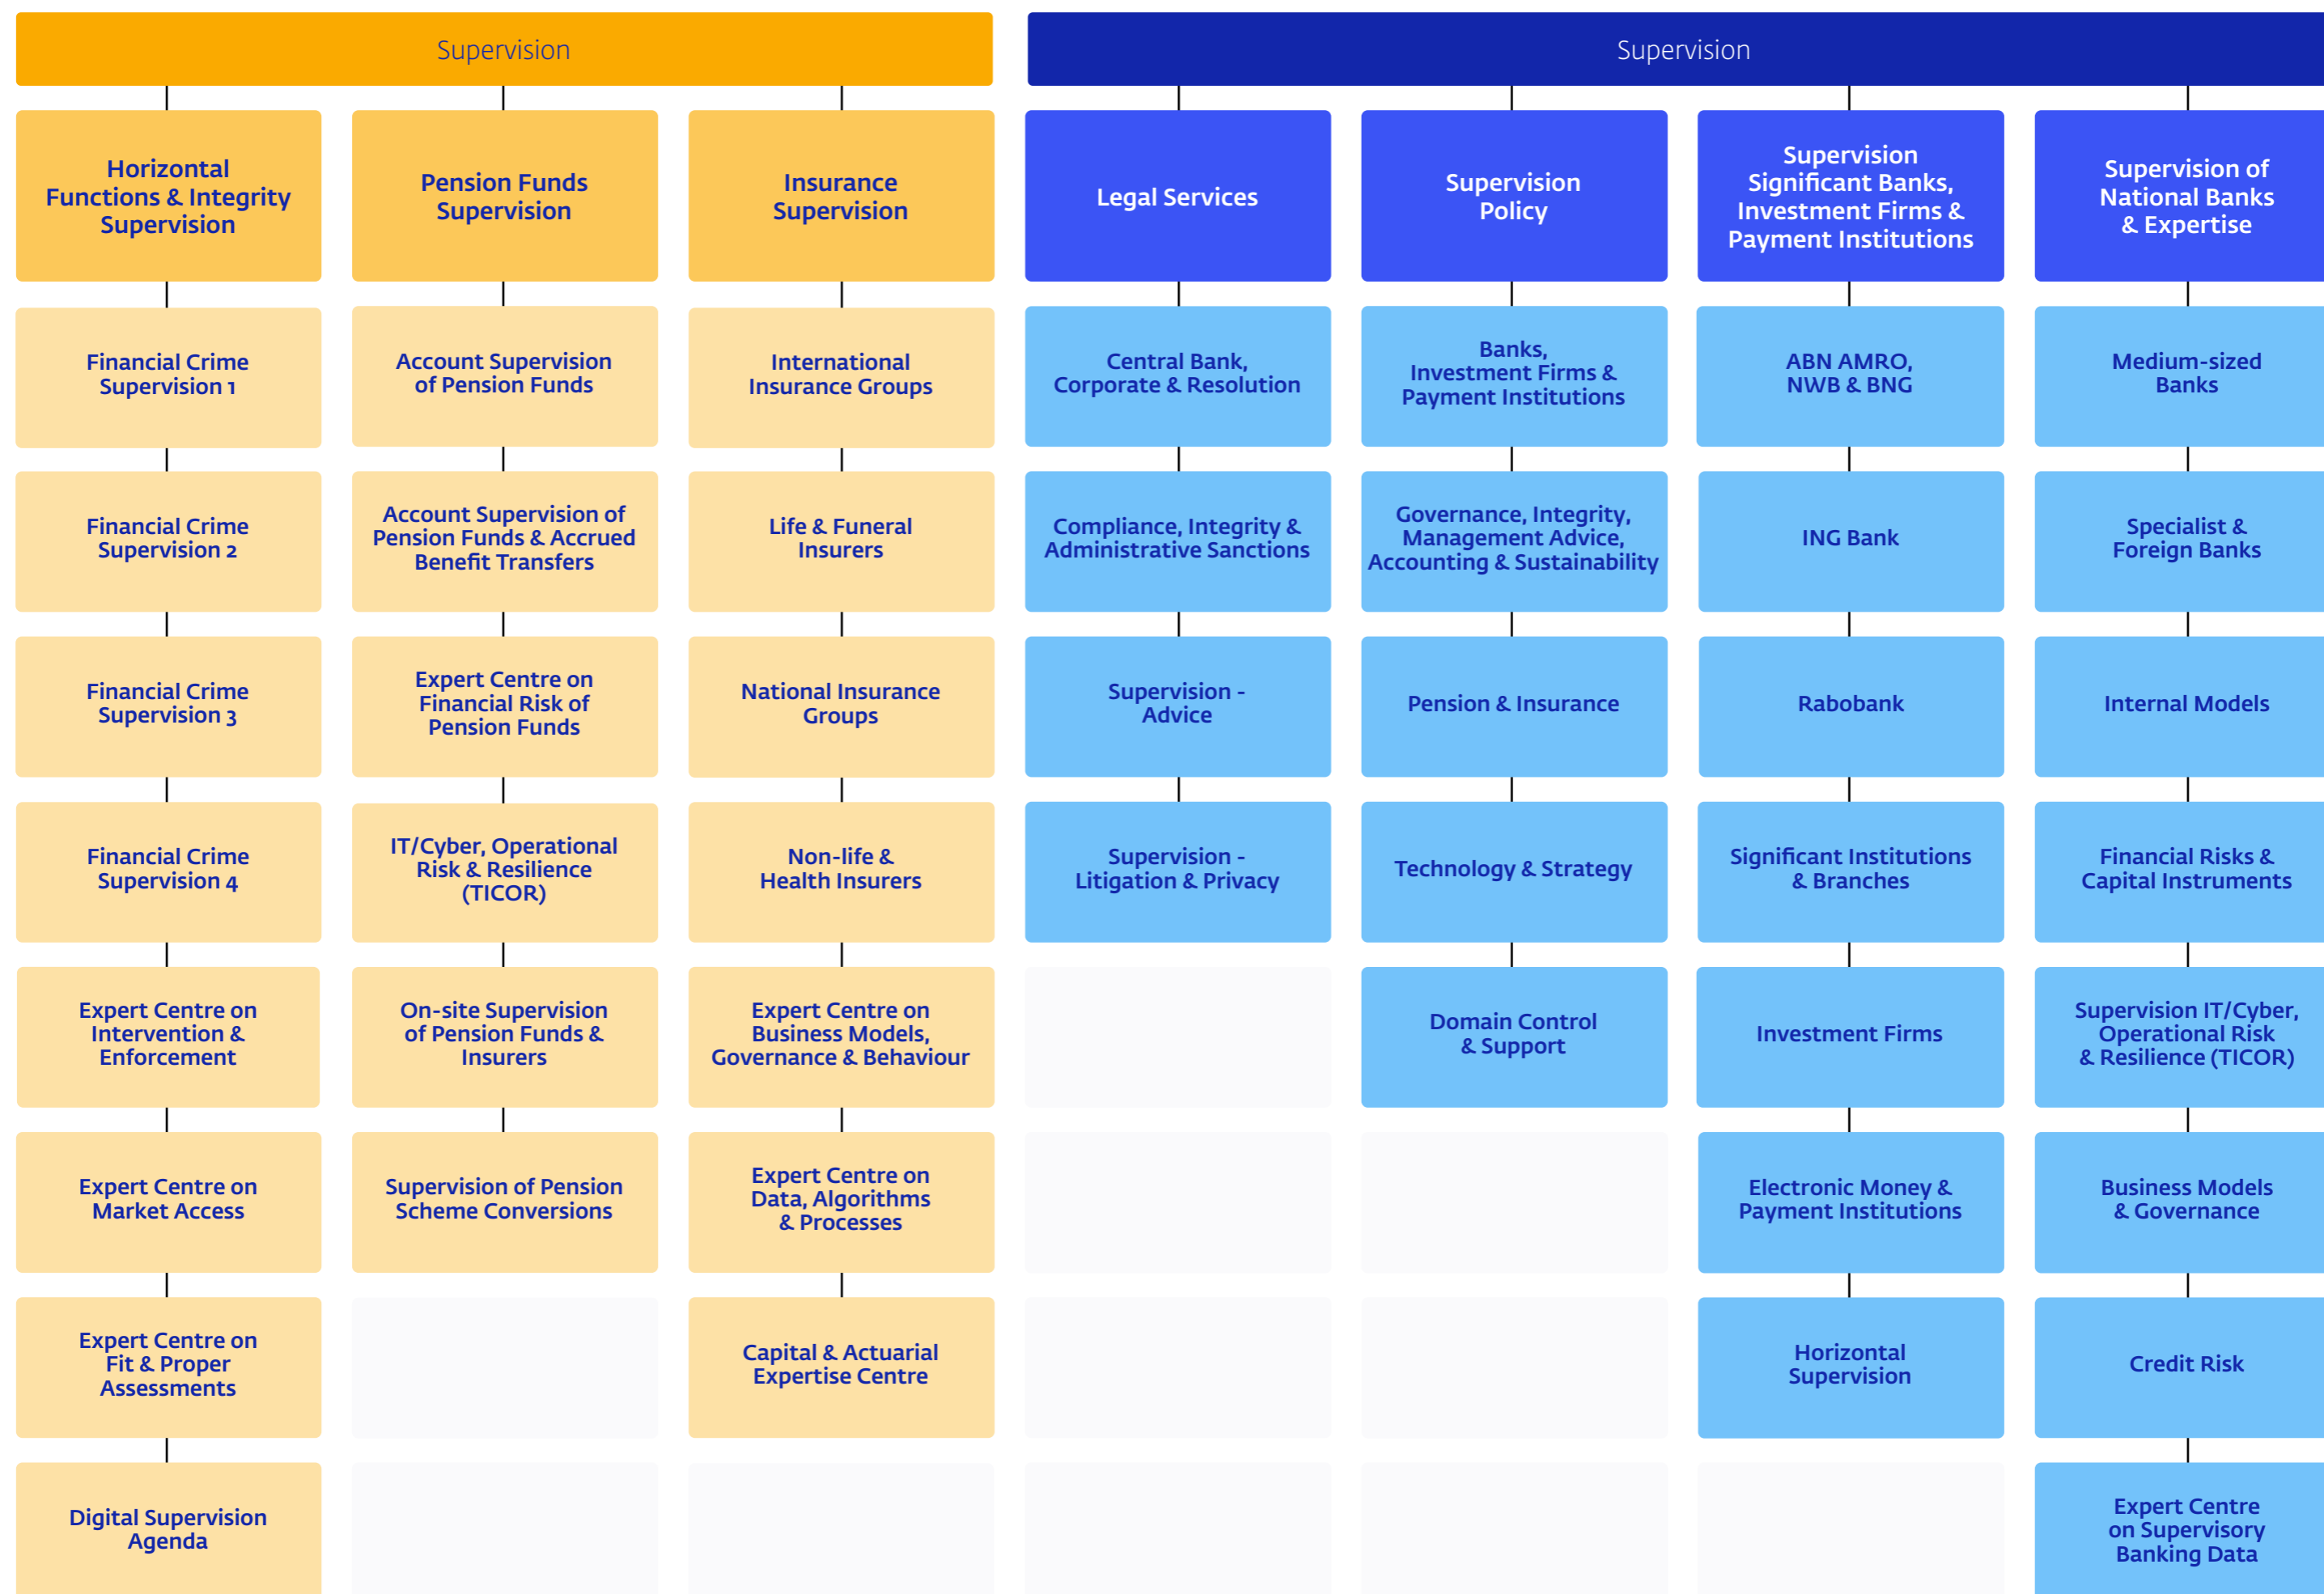 Supervision
Supervision
Horizontal
Functions & Integrity
Supervision
Pension Funds
Supervision
Insurance
Supervision
Legal Services
Supervision
Policy
Supervision
Significant Banks,
Investment Firms &
Payment Institutions
Supervision of
National Banks
& Expertise
Financial Crime
Supervision 1
Account Supervision
of Pension Funds
International
Insurance Groups
Central Bank,
Corporate & Resolution
Banks,
Investment Firms &
Payment Institutions
ABN AMRO,
NWB & BNG
Medium-sized
Banks
Financial Crime
Supervision 2
Account Supervision of
Pension Funds & Accrued
Benefit Transfers
Life & Funeral
Insurers
Compliance, Integrity &
Administrative Sanctions
Governance, Integrity,
Management Advice,
Accounting & Sustainability
ING Bank
Specialist &
Foreign Banks
Financial Crime
Supervision 3
Expert Centre on
Financial Risk of
Pension Funds
National Insurance
Groups
Supervision -
Advice
Pension & Insurance
Rabobank
Internal Models
Financial Crime
Supervision 4
IT/Cyber, Operational
Risk & Resilience
(TICOR)
Non-life &
Health Insurers
Supervision -
Litigation & Privacy
Technology & Strategy
Significant Institutions
& Branches
Financial Risks &
Capital Instruments
Expert Centre on
Intervention &
Enforcement
On-site Supervision
of Pension Funds &
Insurers
Expert Centre on
Business Models,
Governance & Behaviour
Domain Control
& Support
Investment Firms
Supervision IT/Cyber,
Operational Risk
& Resilience (TICOR)
Expert Centre on
Market Access
Supervision of Pension
Scheme Conversions
Expert Centre on
Data, Algorithms
& Processes
Electronic Money &
Payment Institutions
Business Models
& Governance
Expert Centre on
Fit & Proper
Assessments
Capital & Actuarial
Expertise Centre
Horizontal
Supervision
Credit Risk
Digital Supervision
Agenda
Expert Centre
on Supervisory
Banking Data